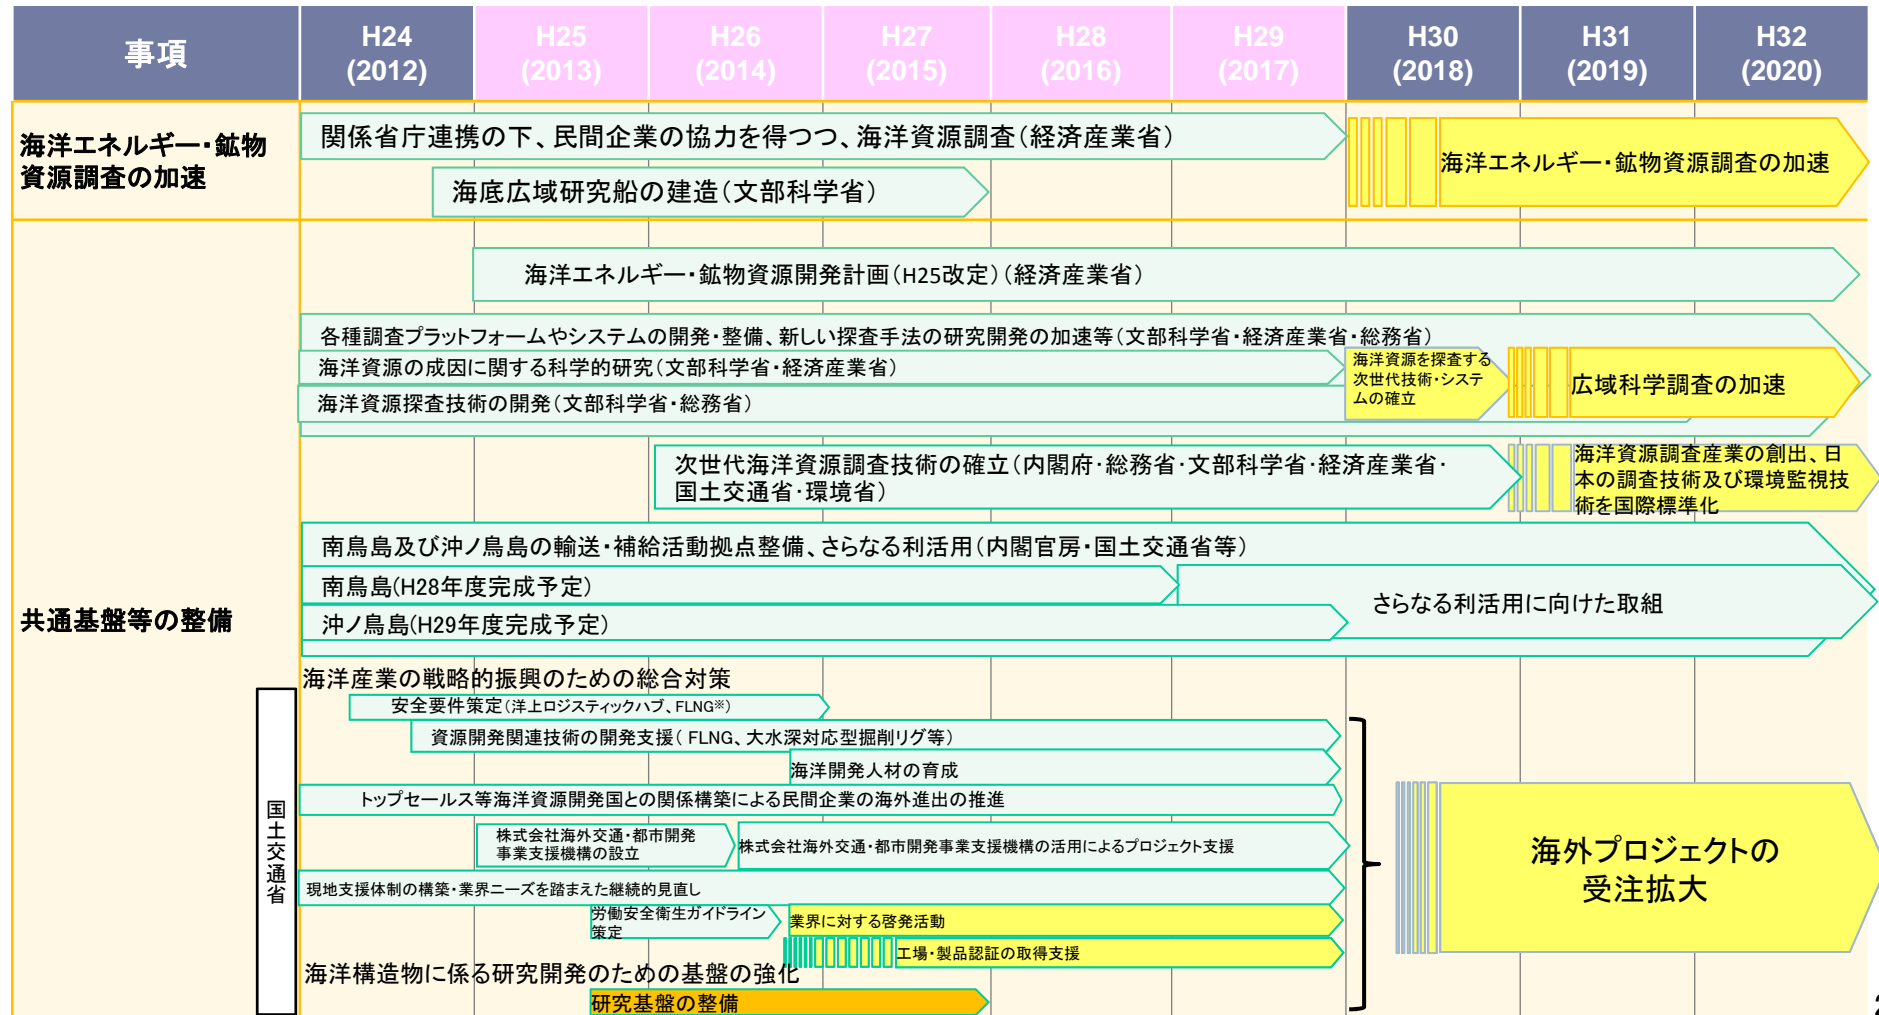 事項
H24
(2012)
H25
(2013)
H26
(2014)
H27
(2015)
H28
(2016)
H29
(2017)
H30
(2018)
H31
(2019)
H32
(2020)
海洋エネルギー・鉱物
資源調査の加速
関係省庁連携の下、民間企業の協力を得つつ、海洋資源調査(経済産業省)
海洋エネルギー・鉱物資源調査の加速
海底広域研究船の建造(文部科学省)
共通基盤等の整備
海洋エネルギー・鉱物資源開発計画(H25改定)(経済産業省)
各種調査プラットフォームやシステムの開発・整備、新しい探査手法の研究開発の加速等(文部科学省・経済産業省・総務省)
海洋資源の成因に関する科学的研究(文部科学省・経済産業省)
海洋資源探査技術の開発(文部科学省・総務省)
海洋資源を探査する
次世代技術・システ
ムの確立
広域科学調査の加速
次世代海洋資源調査技術の確立(内閣府・総務省・文部科学省・経済産業省・
国土交通省・環境省)
海洋資源調査産業の創出、日
本の調査技術及び環境監視技
術を国際標準化
南鳥島及び沖ノ鳥島の輸送・補給活動拠点整備、さらなる利活用(内閣官房・国土交通省等)
南鳥島(H28年度完成予定)
沖ノ鳥島(H29年度完成予定)
さらなる利活用に向けた取組
海洋産業の戦略的振興のための総合対策
国土交通省
安全要件策定(洋上ロジスティックハブ、FLNG※)
資源開発関連技術の開発支援( FLNG、大水深対応型掘削リグ等)
海洋開発人材の育成
トップセールス等海洋資源開発国との関係構築による民間企業の海外進出の推進
株式会社海外交通・都市開発
事業支援機構の設立
株式会社海外交通・都市開発事業支援機構の活用によるプロジェクト支援
現地支援体制の構築・業界ニーズを踏まえた継続的見直し
労働安全衛生ガイドライン
策定
業界に対する啓発活動
工場・製品認証の取得支援
海外プロジェクトの
受注拡大
海洋構造物に係る研究開発のための基盤の強化
研究基盤の整備